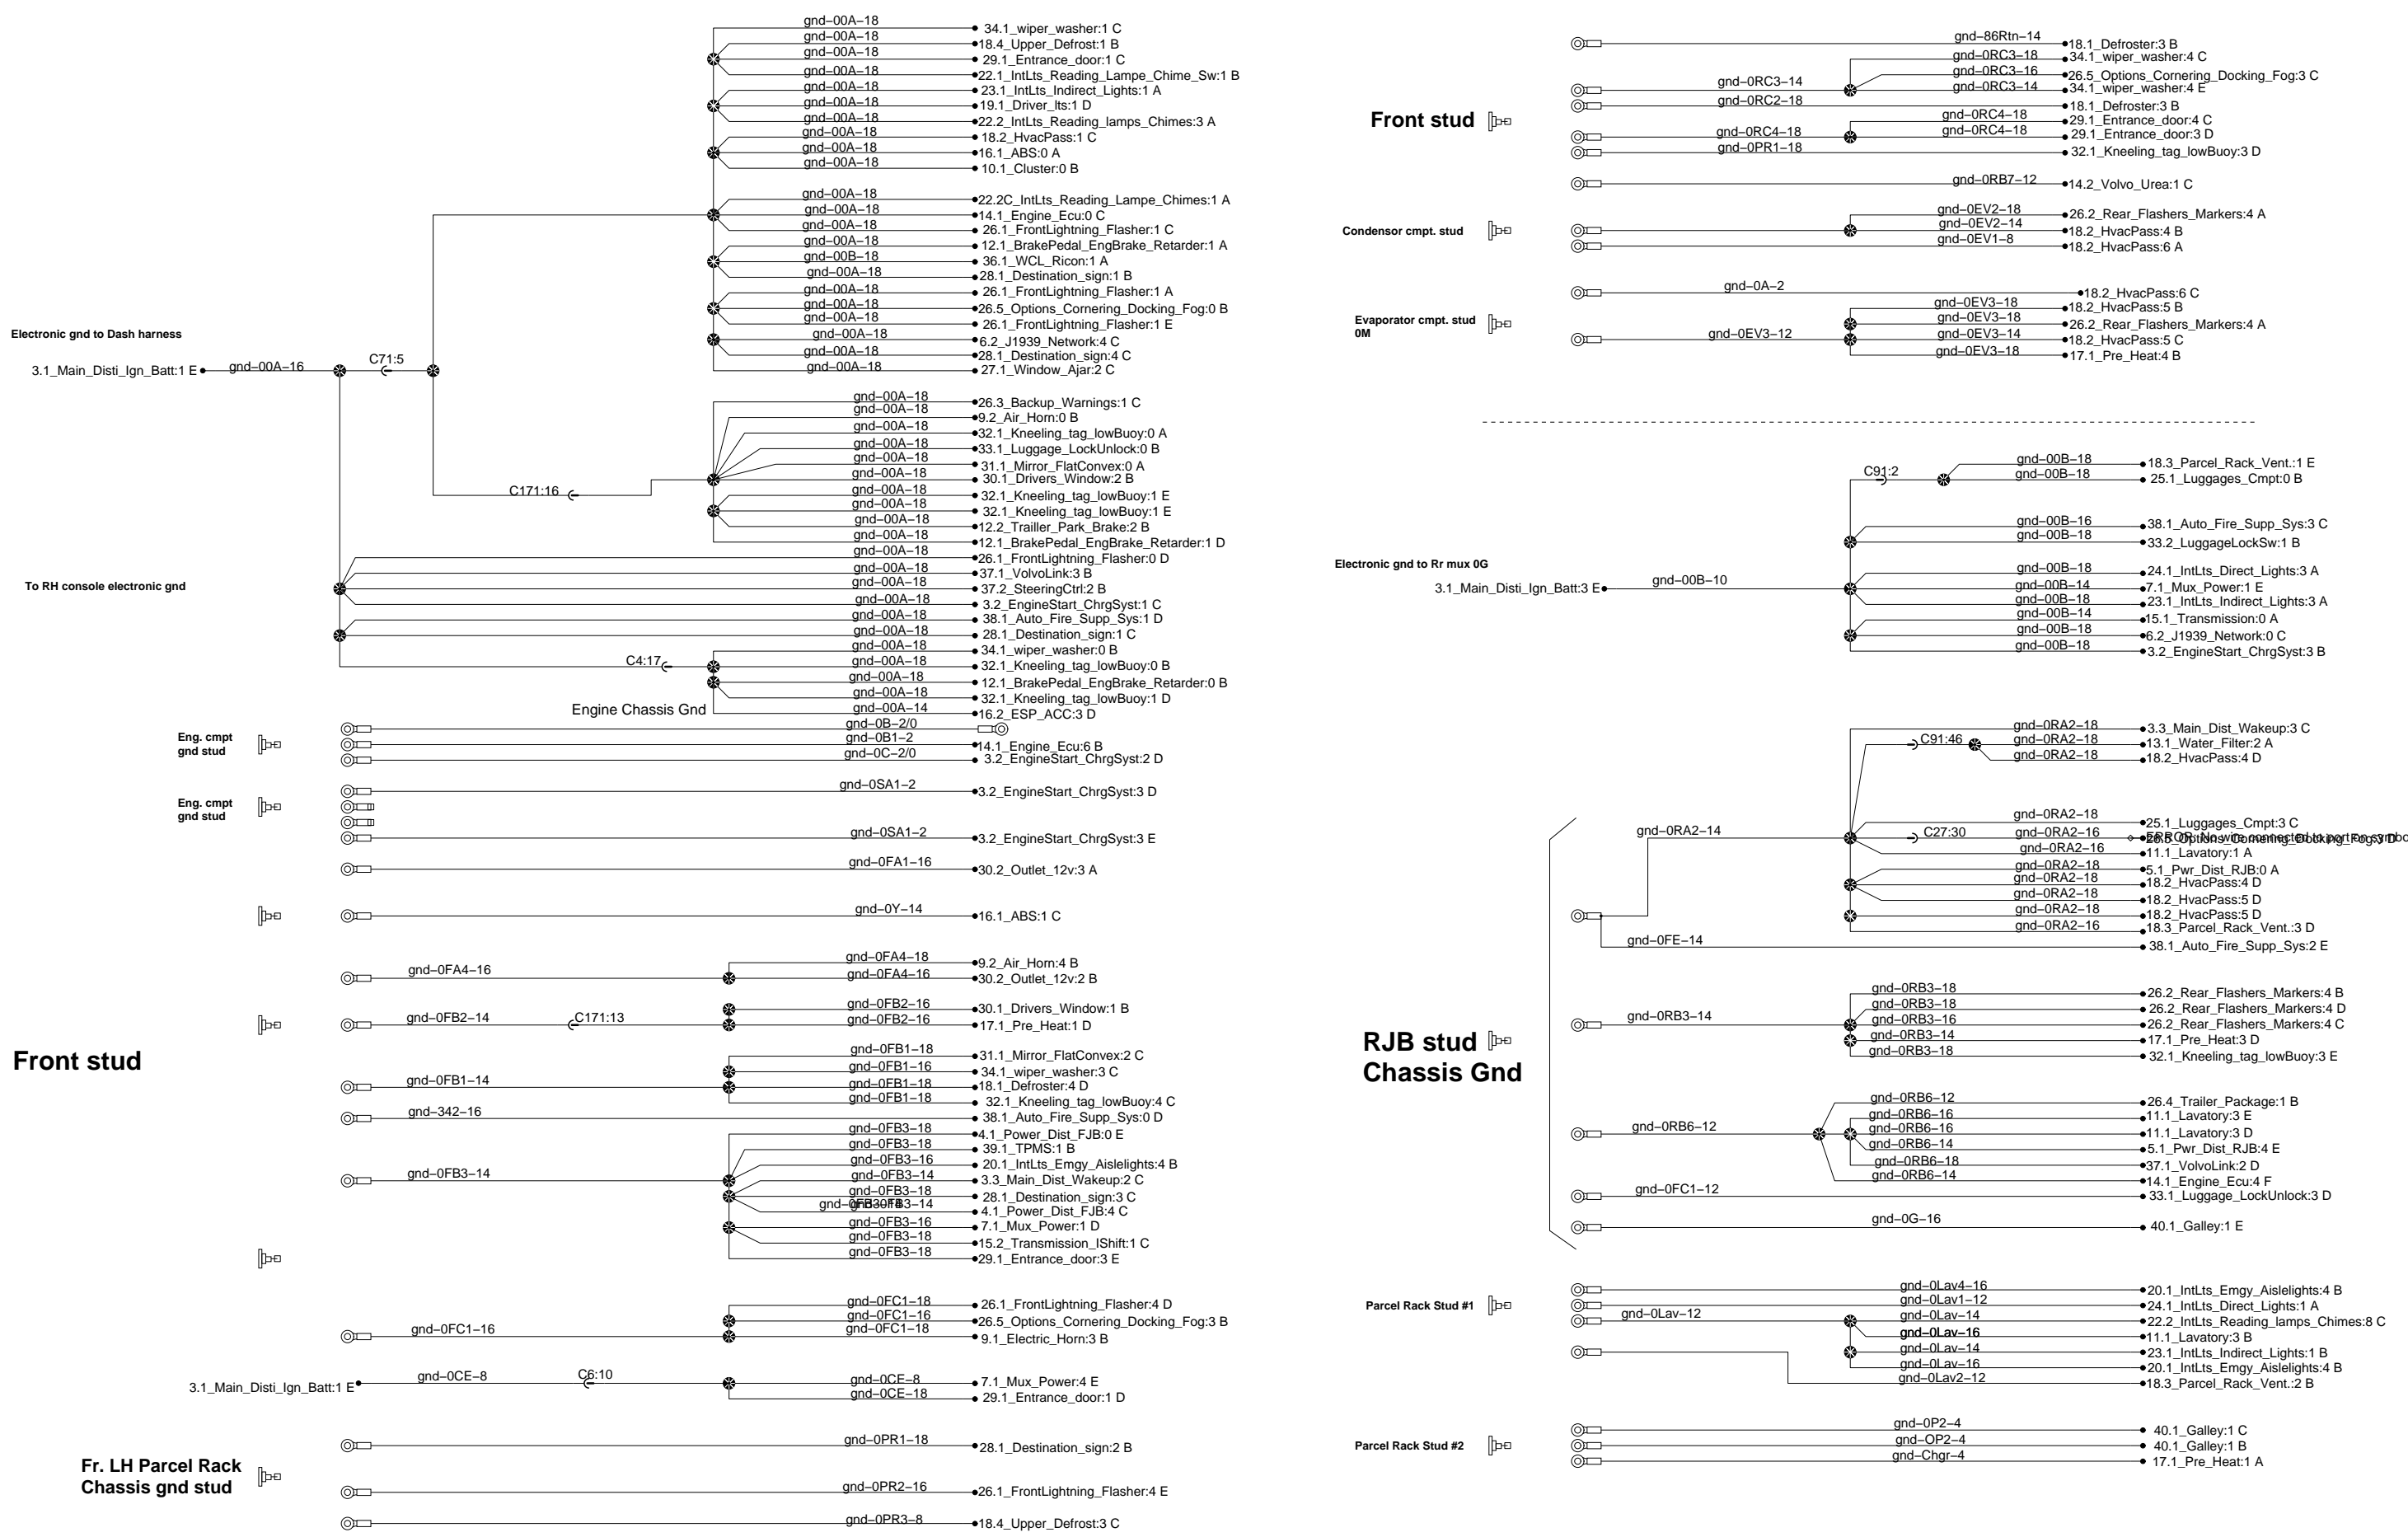 gnd–00A–18
34.1_wiper_washer:1 C
gnd–00A–18
18.4_Upper_Defrost:1 B
gnd–00A–18
29.1_Entrance_door:1 C
gnd–00A–18
22.1_IntLts_Reading_Lampe_Chime_Sw:1 B
gnd–00A–18
23.1_IntLts_Indirect_Lights:1 A
gnd–00A–18
19.1_Driver_lts:1 D
gnd–00A–18
22.2_IntLts_Reading_lamps_Chimes:3 A
gnd–00A–18
18.2_HvacPass:1 C
gnd–00A–18
16.1_ABS:0 A
gnd–00A–18
10.1_Cluster:0 B
gnd–00A–18
22.2C_IntLts_Reading_Lampe_Chimes:1 A
gnd–00A–18
14.1_Engine_Ecu:0 C
gnd–00A–18
26.1_FrontLightning_Flasher:1 C
gnd–00A–18
12.1_BrakePedal_EngBrake_Retarder:1 A
gnd–00B–18
36.1_WCL_Ricon:1 A
gnd–00A–18
28.1_Destination_sign:1 B
gnd–00A–18
26.1_FrontLightning_Flasher:1 A
gnd–00A–18
26.5_Options_Cornering_Docking_Fog:0 B
gnd–00A–18
26.1_FrontLightning_Flasher:1 E
gnd–00A–18
6.2_J1939_Network:4 C
gnd–00A–18
28.1_Destination_sign:4 C
gnd–00A–18
27.1_Window_Ajar:2 C
Electronic gnd to Dash harness
3.1_Main_Disti_Ign_Batt:1 E
gnd–00A–16
C71:5
gnd–00A–18
26.3_Backup_Warnings:1 C
gnd–00A–18
9.2_Air_Horn:0 B
gnd–00A–18
32.1_Kneeling_tag_lowBuoy:0 A
gnd–00A–18
33.1_Luggage_LockUnlock:0 B
gnd–00A–18
31.1_Mirror_FlatConvex:0 A
gnd–00A–18
30.1_Drivers_Window:2 B
C171:16
gnd–00A–18
32.1_Kneeling_tag_lowBuoy:1 E
gnd–00A–18
32.1_Kneeling_tag_lowBuoy:1 E
gnd–00A–18
12.2_Trailler_Park_Brake:2 B
gnd–00A–18
12.1_BrakePedal_EngBrake_Retarder:1 D
To RH console electronic gnd
gnd–00A–18
26.1_FrontLightning_Flasher:0 D
gnd–00A–18
37.1_VolvoLink:3 B
gnd–00A–18
37.2_SteeringCtrl:2 B
gnd–00A–18
3.2_EngineStart_ChrgSyst:1 C
gnd–00A–18
38.1_Auto_Fire_Supp_Sys:1 D
gnd–00A–18
28.1_Destination_sign:1 C
gnd–00A–18
34.1_wiper_washer:0 B
C4:17
gnd–00A–18
32.1_Kneeling_tag_lowBuoy:0 B
gnd–00A–18
12.1_BrakePedal_EngBrake_Retarder:0 B
gnd–00A–18
32.1_Kneeling_tag_lowBuoy:1 D
gnd–00A–14
16.2_ESP_ACC:3 D
Engine Chassis Gnd
Eng. cmpt
gnd stud
gnd–0B–2/0
gnd–0B1–2
14.1_Engine_Ecu:6 B
gnd–0C–2/0
3.2_EngineStart_ChrgSyst:2 D
Eng. cmpt
gnd stud
gnd–0SA1–2
3.2_EngineStart_ChrgSyst:3 D
gnd–0SA1–2
3.2_EngineStart_ChrgSyst:3 E
gnd–0FA1–16
30.2_Outlet_12v:3 A
gnd–0Y–14
16.1_ABS:1 C
gnd–0FA4–16
gnd–0FA4–18
9.2_Air_Horn:4 B
gnd–0FA4–16
30.2_Outlet_12v:2 B
gnd–0FB2–14
C171:13
gnd–0FB2–16
30.1_Drivers_Window:1 B
gnd–0FB2–16
17.1_Pre_Heat:1 D
Front stud
gnd–0FB1–14
gnd–0FB1–18
31.1_Mirror_FlatConvex:2 C
gnd–0FB1–16
34.1_wiper_washer:3 C
gnd–0FB1–18
18.1_Defroster:4 D
gnd–0FB1–18
32.1_Kneeling_tag_lowBuoy:4 C
gnd–342–16
38.1_Auto_Fire_Supp_Sys:0 D
gnd–0FB3–14
gnd–0FB3–18
4.1_Power_Dist_FJB:0 E
gnd–0FB3–18
39.1_TPMS:1 B
gnd–0FB3–16
20.1_IntLts_Emgy_Aislelights:4 B
gnd–0FB3–14
3.3_Main_Dist_Wakeup:2 C
gnd–0FB3–18
28.1_Destination_sign:3 C
4.1_Power_Dist_FJB:4 C
gnd–0FB3–16
7.1_Mux_Power:1 D
gnd–0FB3–18
15.2_Transmission_IShift:1 C
gnd–0FB3–18
29.1_Entrance_door:3 E
gnd–0FC1–16
gnd–0FC1–18
26.1_FrontLightning_Flasher:4 D
gnd–0FC1–16
26.5_Options_Cornering_Docking_Fog:3 B
gnd–0FC1–18
9.1_Electric_Horn:3 B
3.1_Main_Disti_Ign_Batt:1 E
gnd–0CE–8
C6:10
gnd–0CE–8
7.1_Mux_Power:4 E
gnd–0CE–18
29.1_Entrance_door:1 D
Fr. LH Parcel Rack
Chassis gnd stud
gnd–0PR1–18
28.1_Destination_sign:2 B
gnd–0PR2–16
26.1_FrontLightning_Flasher:4 E
gnd–0PR3–8
18.4_Upper_Defrost:3 C
Front stud
gnd–86Rtn–14
18.1_Defroster:3 B
gnd–0RC3–14
gnd–0RC3–18
34.1_wiper_washer:4 C
gnd–0RC3–16
26.5_Options_Cornering_Docking_Fog:3 C
gnd–0RC3–14
34.1_wiper_washer:4 E
gnd–0RC2–18
18.1_Defroster:3 B
gnd–0RC4–18
gnd–0RC4–18
29.1_Entrance_door:4 C
gnd–0RC4–18
29.1_Entrance_door:3 D
gnd–0PR1–18
32.1_Kneeling_tag_lowBuoy:3 D
gnd–0RB7–12
14.2_Volvo_Urea:1 C
Condensor cmpt. stud
gnd–0EV2–18
26.2_Rear_Flashers_Markers:4 A
gnd–0EV2–14
18.2_HvacPass:4 B
gnd–0EV1–8
18.2_HvacPass:6 A
Evaporator cmpt. stud
0M
gnd–0A–2
18.2_HvacPass:6 C
gnd–0EV3–12
gnd–0EV3–18
18.2_HvacPass:5 B
gnd–0EV3–18
26.2_Rear_Flashers_Markers:4 A
gnd–0EV3–14
18.2_HvacPass:5 C
gnd–0EV3–18
17.1_Pre_Heat:4 B
C91:2
gnd–00B–18
18.3_Parcel_Rack_Vent.:1 E
gnd–00B–18
25.1_Luggages_Cmpt:0 B
gnd–00B–16
38.1_Auto_Fire_Supp_Sys:3 C
gnd–00B–18
33.2_LuggageLockSw:1 B
Electronic gnd to Rr mux 0G
3.1_Main_Disti_Ign_Batt:3 E
gnd–00B–10
gnd–00B–18
24.1_IntLts_Direct_Lights:3 A
gnd–00B–14
7.1_Mux_Power:1 E
gnd–00B–18
23.1_IntLts_Indirect_Lights:3 A
gnd–00B–14
15.1_Transmission:0 A
gnd–00B–18
6.2_J1939_Network:0 C
gnd–00B–18
3.2_EngineStart_ChrgSyst:3 B
gnd–0RA2–18
3.3_Main_Dist_Wakeup:3 C
C91:46
gnd–0RA2–18
13.1_Water_Filter:2 A
gnd–0RA2–18
18.2_HvacPass:4 D
gnd–0RA2–14
gnd–0RA2–18
25.1_Luggages_Cmpt:3 C
C27:30
gnd–0RA2–16
gnd–0RA2–16
11.1_Lavatory:1 A
gnd–0RA2–18
5.1_Pwr_Dist_RJB:0 A
gnd–0RA2–18
18.2_HvacPass:4 D
gnd–0RA2–18
18.2_HvacPass:5 D
gnd–0RA2–18
18.2_HvacPass:5 D
gnd–0RA2–16
18.3_Parcel_Rack_Vent.:3 D
gnd–0FE–14
38.1_Auto_Fire_Supp_Sys:2 E
RJB stud
Chassis Gnd
gnd–0RB3–14
gnd–0RB3–18
26.2_Rear_Flashers_Markers:4 B
gnd–0RB3–18
26.2_Rear_Flashers_Markers:4 D
gnd–0RB3–16
26.2_Rear_Flashers_Markers:4 C
gnd–0RB3–14
17.1_Pre_Heat:3 D
gnd–0RB3–18
32.1_Kneeling_tag_lowBuoy:3 E
gnd–0RB6–12
gnd–0RB6–12
26.4_Trailer_Package:1 B
gnd–0RB6–16
11.1_Lavatory:3 E
gnd–0RB6–16
11.1_Lavatory:3 D
gnd–0RB6–14
5.1_Pwr_Dist_RJB:4 E
gnd–0RB6–18
37.1_VolvoLink:2 D
gnd–0RB6–14
14.1_Engine_Ecu:4 F
gnd–0FC1–12
33.1_Luggage_LockUnlock:3 D
gnd–0G–16
40.1_Galley:1 E
Parcel Rack Stud #1
gnd–0Lav4–16
20.1_IntLts_Emgy_Aislelights:4 B
gnd–0Lav1–12
24.1_IntLts_Direct_Lights:1 A
gnd–0Lav–12
gnd–0Lav–14
22.2_IntLts_Reading_lamps_Chimes:8 C
gnd–0Lav–16
11.1_Lavatory:3 B
gnd–0Lav–14
23.1_IntLts_Indirect_Lights:1 B
gnd–0Lav–16
20.1_IntLts_Emgy_Aislelights:4 B
gnd–0Lav2–12
18.3_Parcel_Rack_Vent.:2 B
Parcel Rack Stud #2
gnd–0P2–4
40.1_Galley:1 C
gnd–OP2–4
40.1_Galley:1 B
gnd–Chgr–4
17.1_Pre_Heat:1 A